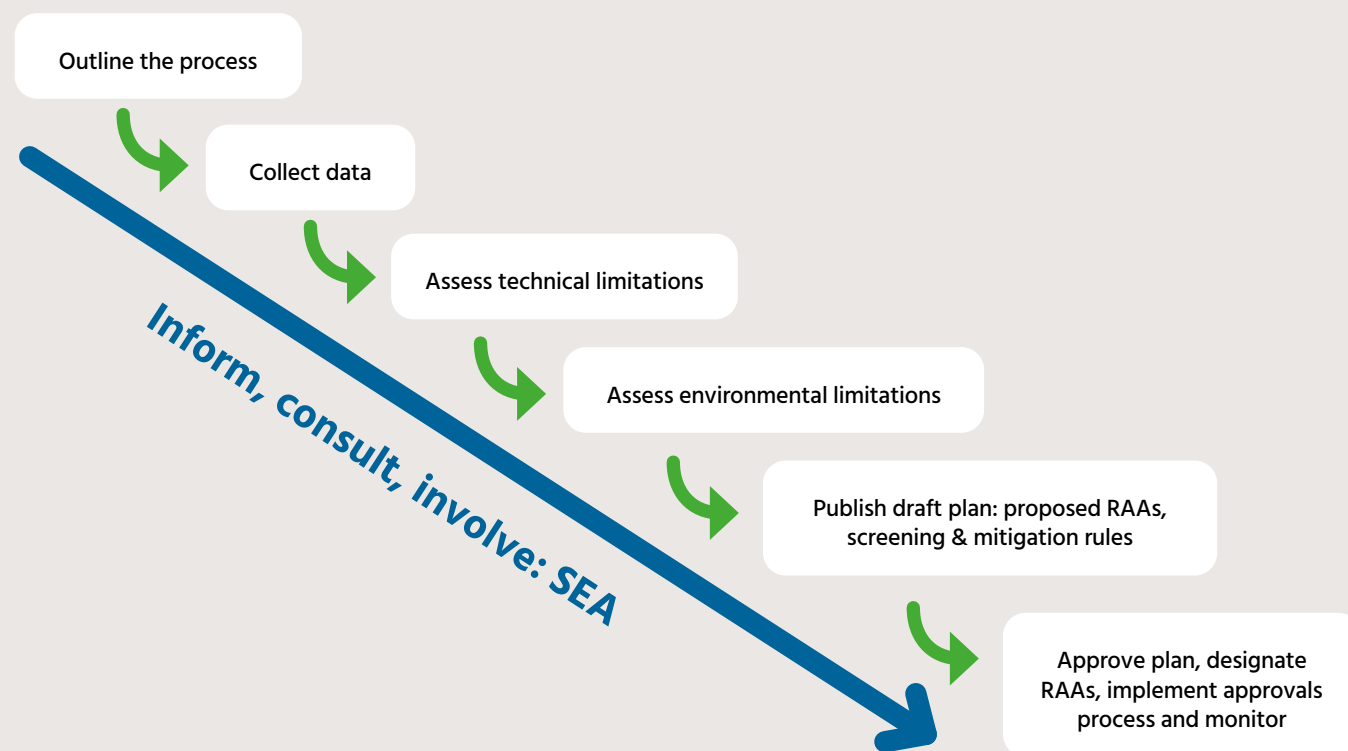 Outline the process
Collect data
Assess technical limitations
Assess environmental limitations
Inform, consult, involve: SEA
Publish draft plan: proposed RAAs,
screening & mitigation rules
Approve plan, designate
RAAs, implement approvals
process and monitor